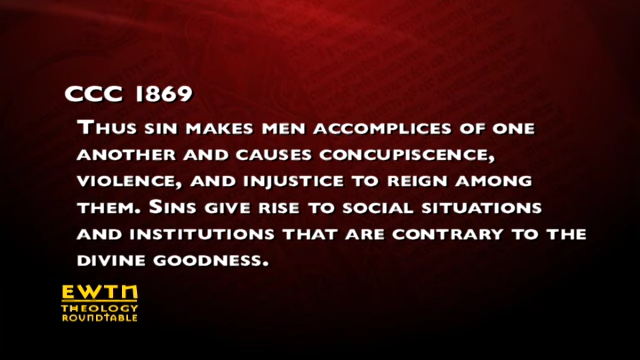 CCC 1869
Thus sin makes men accomplices of one
another and causes concupiscence,
violence, and injustice to reign among
them. Sins give rise to social situations
and institutions that are contrary to the
divine goodness.
EWTN
THEOLOGY
ROUNDTABLE